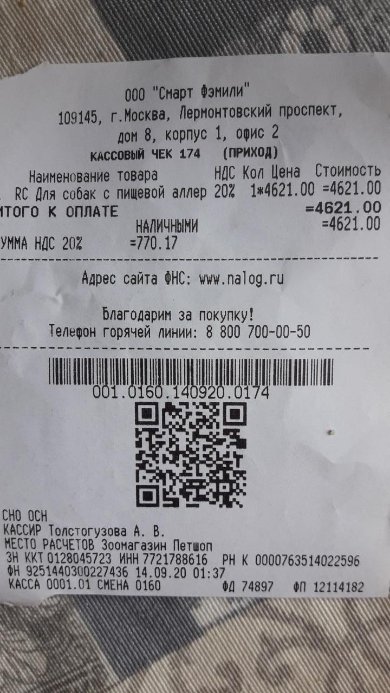 ООО "Смарт Фэмили"
109145, г.Москва, Лермонтовский проспект,
дом 8, корпус 1, офис 2
КАССОВЫЙ ЧЕК 174 (ПРИХОД)
Наименование товара НДС Кол Цена Стоимость
RC Для собак с пищевой аллер 20% 1*4621.00 =4621.00
ИТОГО К ОПЛАТЕ =4621.00
НАЛИЧНЫМИ =4621.00
УММА НДС 20% =770.17
Адрес сайта ФНС: www.nalog.ru
Благодарим за покупку!
Телефон горячей линии: 8 800 700-00-50
001.0160.140920.0174
СНО ОСН
КАССИР Толстогузова А. В.
МЕСТО РАСЧЕТОВ Зоомагазин Петшоп
ЗН ККТ 0128045723 ИНН 7721788616 РН К 0000763514022596
ФН 9251440300227436 14.09.20 01:37
КАССА 0001.01 СМЕНА 0160 ФД 74897 ФП 12114182